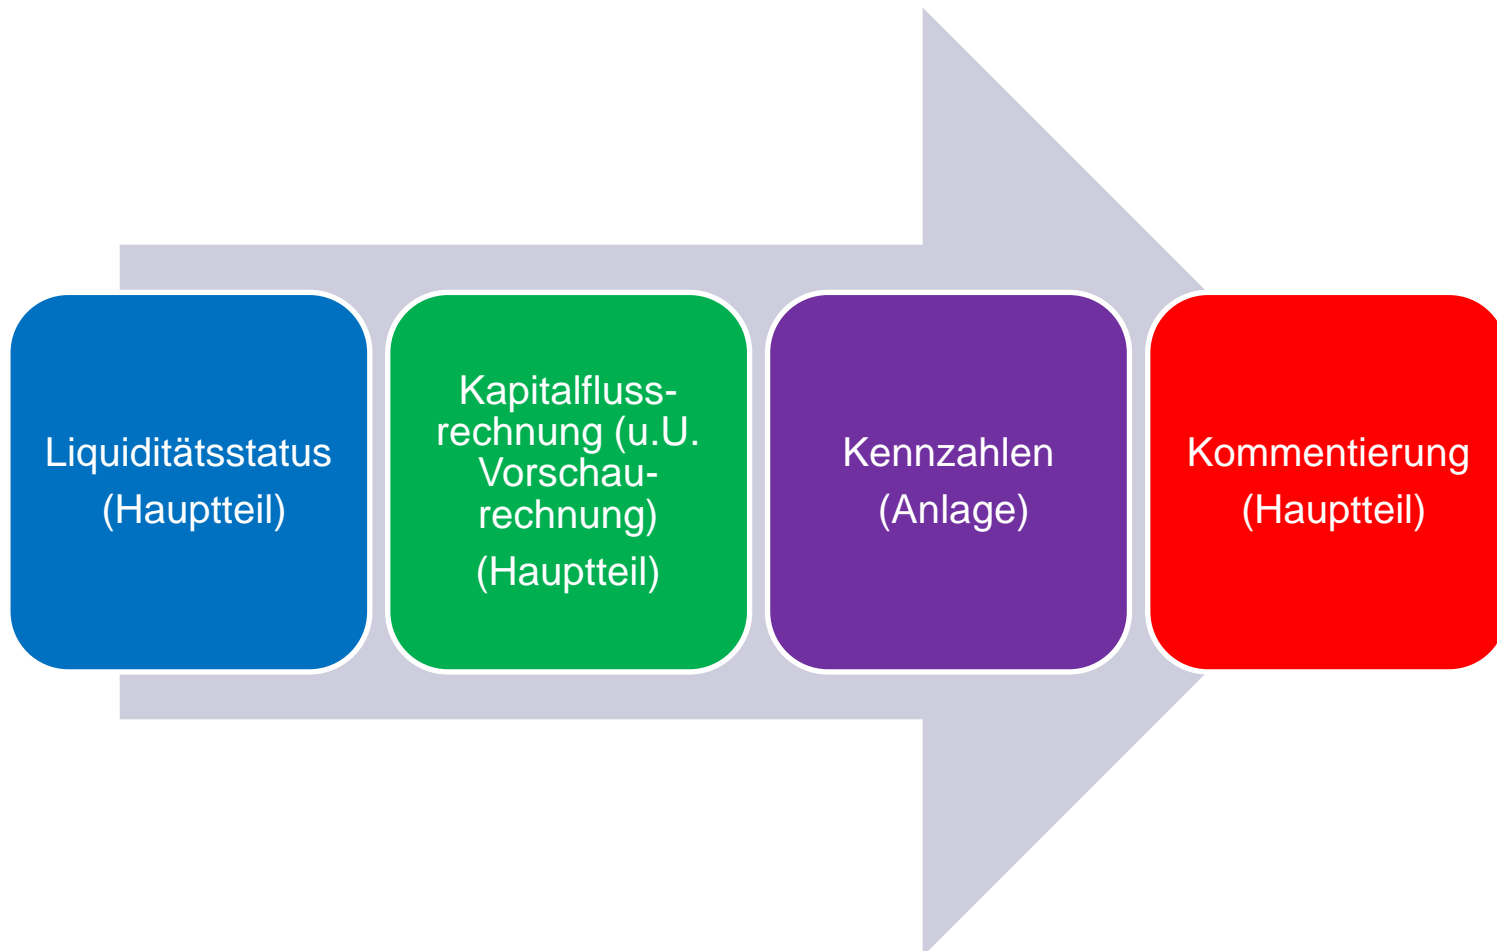 Liquiditätsstatus
(Hauptteil)
Kapitalfluss-
rechnung (u.U.
Vorschau-
rechnung)
(Hauptteil)
Kennzahlen
(Anlage)
Kommentierung
(Hauptteil)